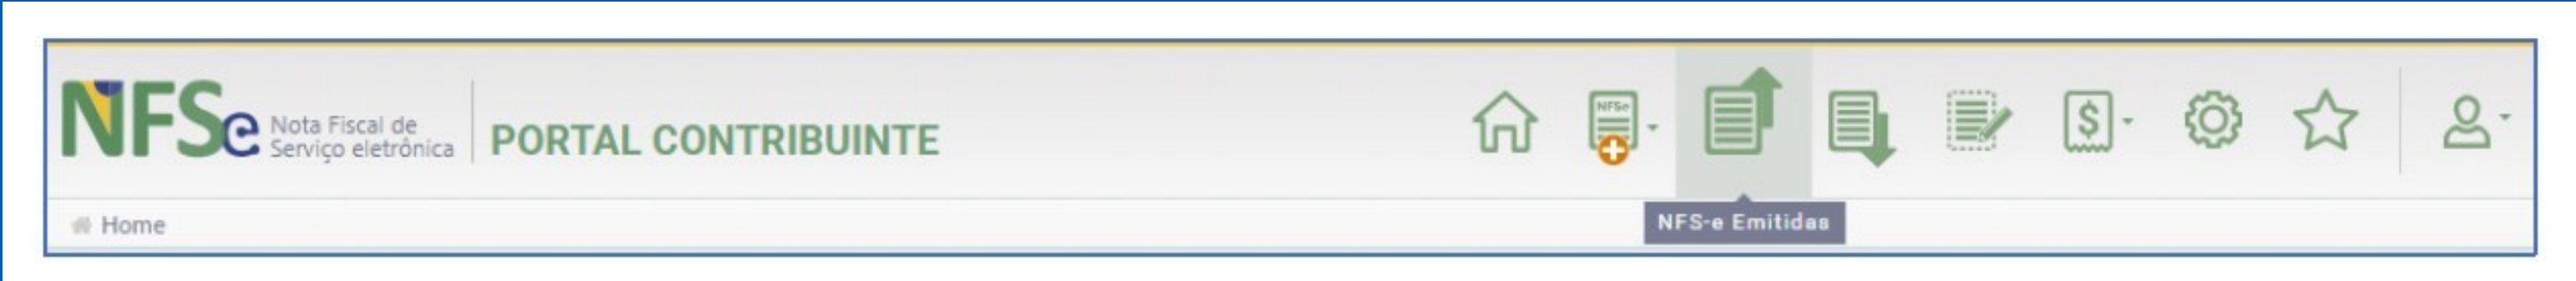 NFSe Nota Fiscal de
Serviço eletrônica
PORTAL CONTRIBUINTE
NFSe
$
NFS-e Emitidas
Home